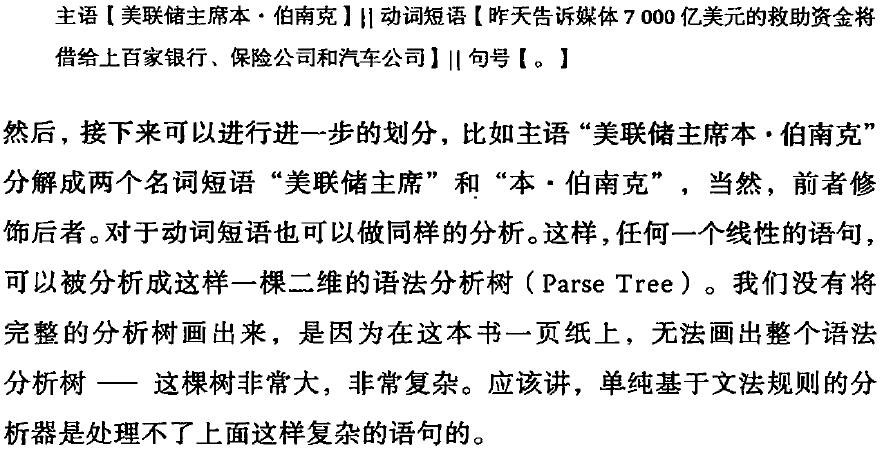 主语【美联储主席本·伯南克】|| 动词短语【昨天告诉媒体 7 000 亿美元的救助资金将
借给上百家银行、保险公司和汽车公司】|| 句号【。】
然后，接下来可以进行进一步的划分，比如主语“美联储主席本·伯南克”
分解成两个名词短语“美联储主席”和“本·伯南克”，当然，前者修
饰后者。对于动词短语也可以做同样的分析。这样，任何一个线性的语句，
可以被分析成这样一棵二维的语法分析树（Parse Tree）。我们没有将
完整的分析树画出来，是因为在这本书一页纸上，无法画出整个语法
分析树 —— 这棵树非常大，非常复杂。应该讲，单纯基于文法规则的分
析器是处理不了上面这样复杂的语句的。